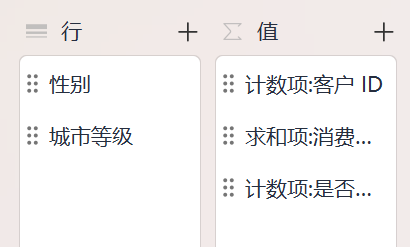 行
值
性别
城市等级
计数项:客户 ID
求和项:消费...
计数项:是否...